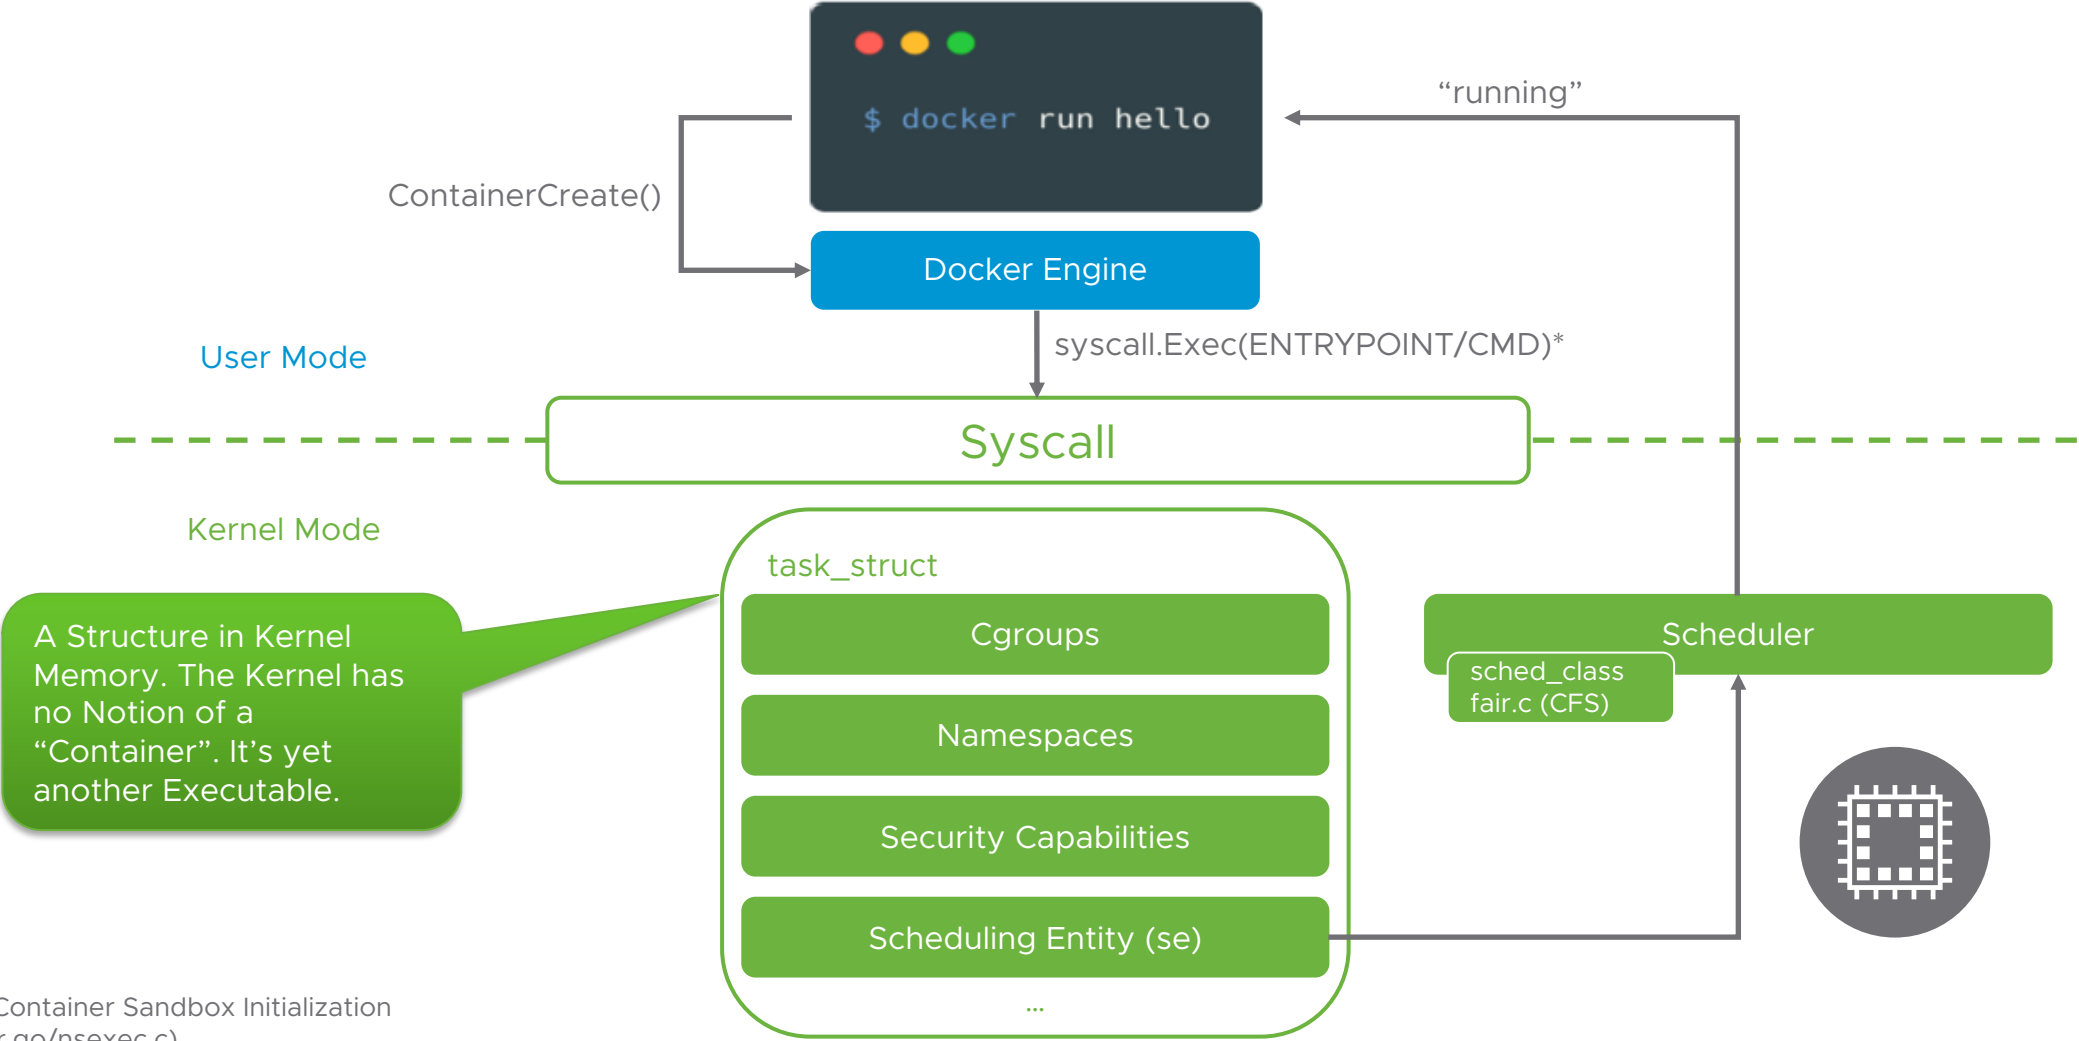 $ docker run hello
“running”
ContainerCreate()
Docker Engine
syscall.Exec(ENTRYPOINT/CMD)*
User Mode
Syscall
Kernel Mode
task_struct
A Structure in Kernel
Memory. The Kernel has
no Notion of a
“Container”. It’s yet
another Executable.
Cgroups
Namespaces
Security Capabilities
Scheduling Entity (se)
...
Scheduler
sched_class
fair.c (CFS)
Container Sandbox Initialization
go/nsexec.c)